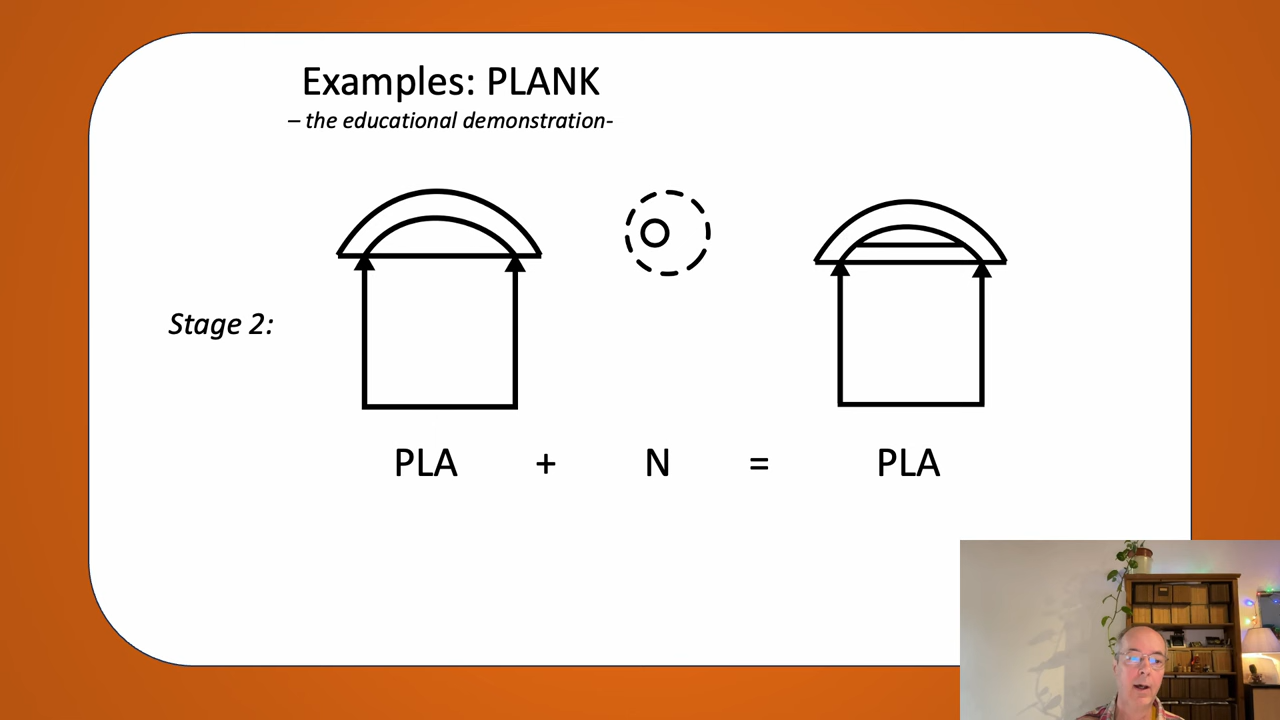 Examples: PLANK
– the educational demonstration-
Stage 2:
PLA + N = PLA